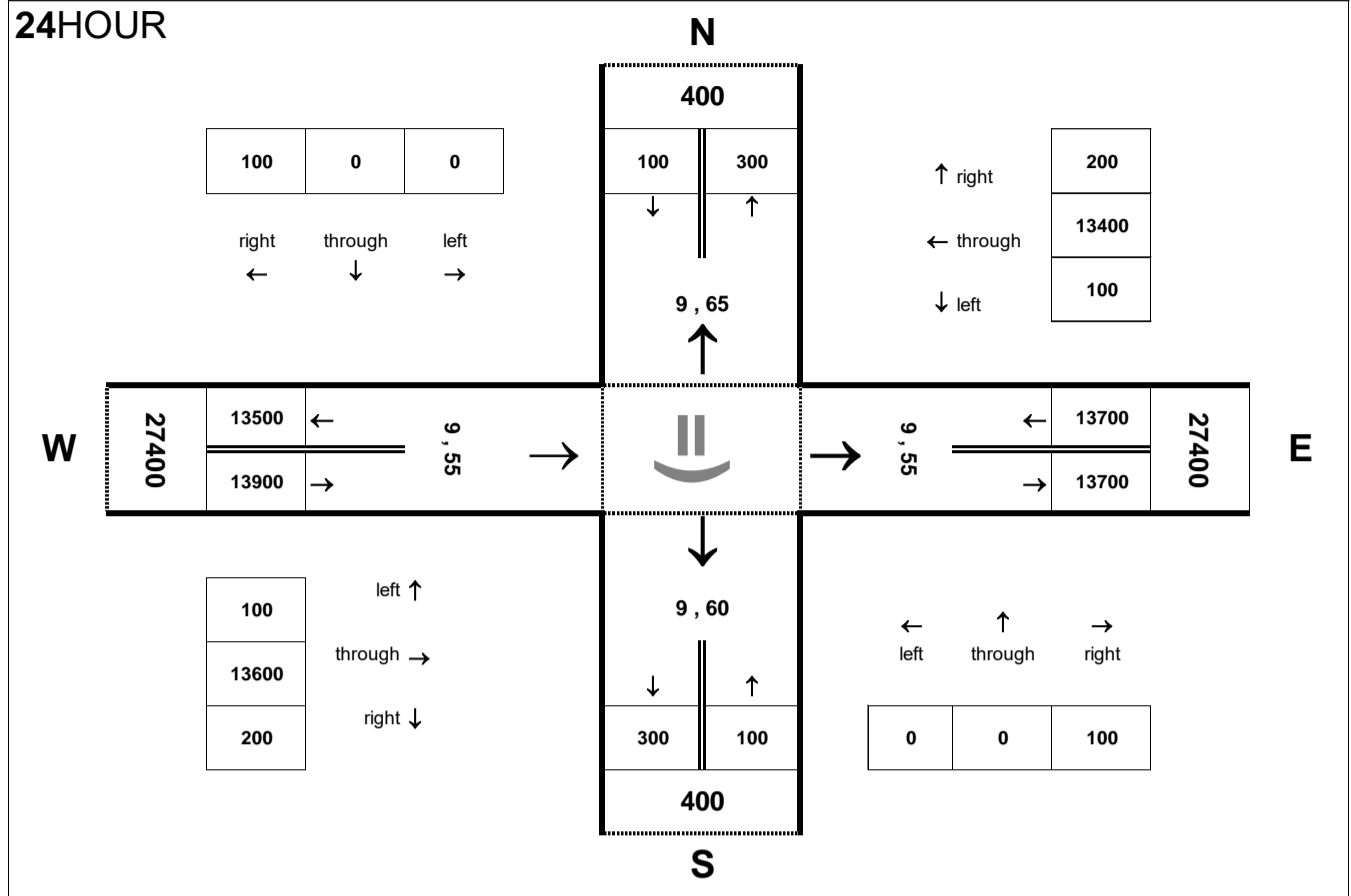 24HOUR
N
400
100 0 0
100 300
↓ ↑
right through left
← ↓ →
↑ right 200
← through 13400
↓ left 100
9 , 65
W
27400
13500 ←
13900 →
9 , 55
9 , 55
← 13700
→ 13700
27400
E
100 left ↑
13600 through →
200 right ↓
9 , 60
← ↑ →
left through right
↓ ↑
300 100
0 0 100
400
S